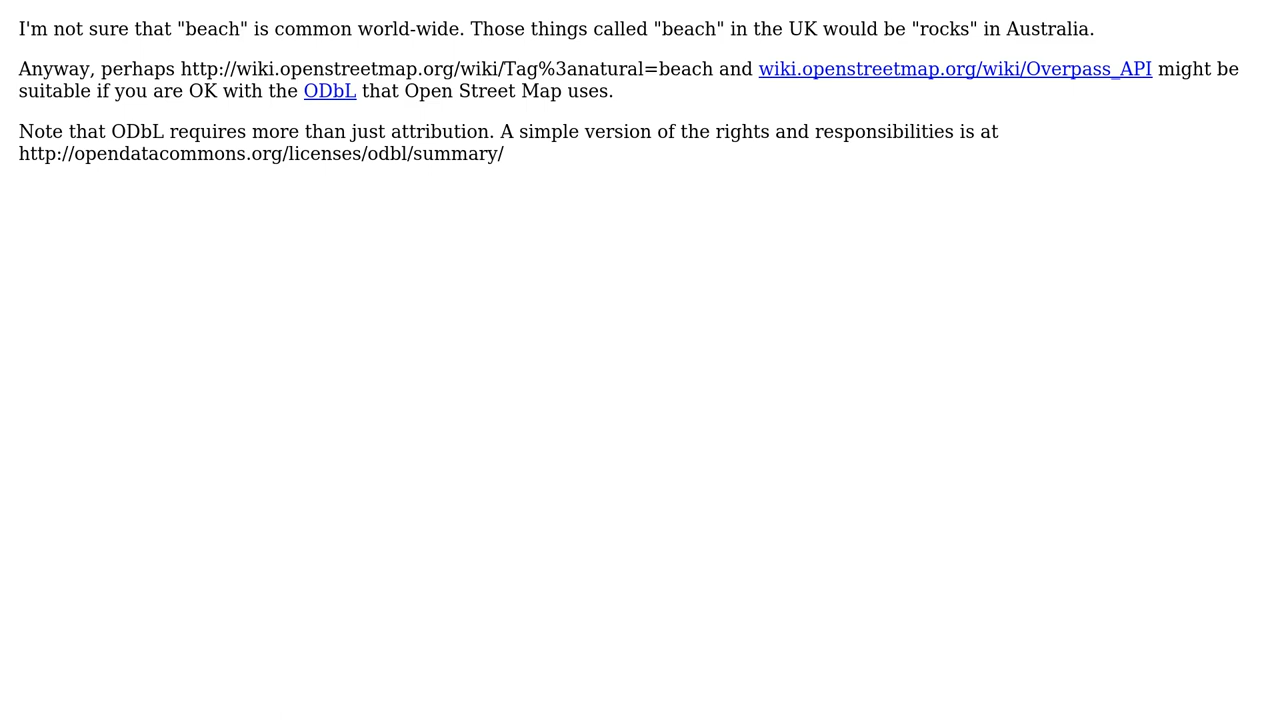 I'm not sure that "beach" is common world-wide. Those things called "beach" in the UK would be "rocks" in Australia.
Anyway, perhaps http://wiki.openstreetmap.org/wiki/Tag%3anatural=beach and wiki.openstreetmap.org/wiki/Overpass_API might be
suitable if you are OK with the ODbL that Open Street Map uses.
Note that ODbL requires more than just attribution. A simple version of the rights and responsibilities is at
http://opendatacommons.org/licenses/odbl/summary/